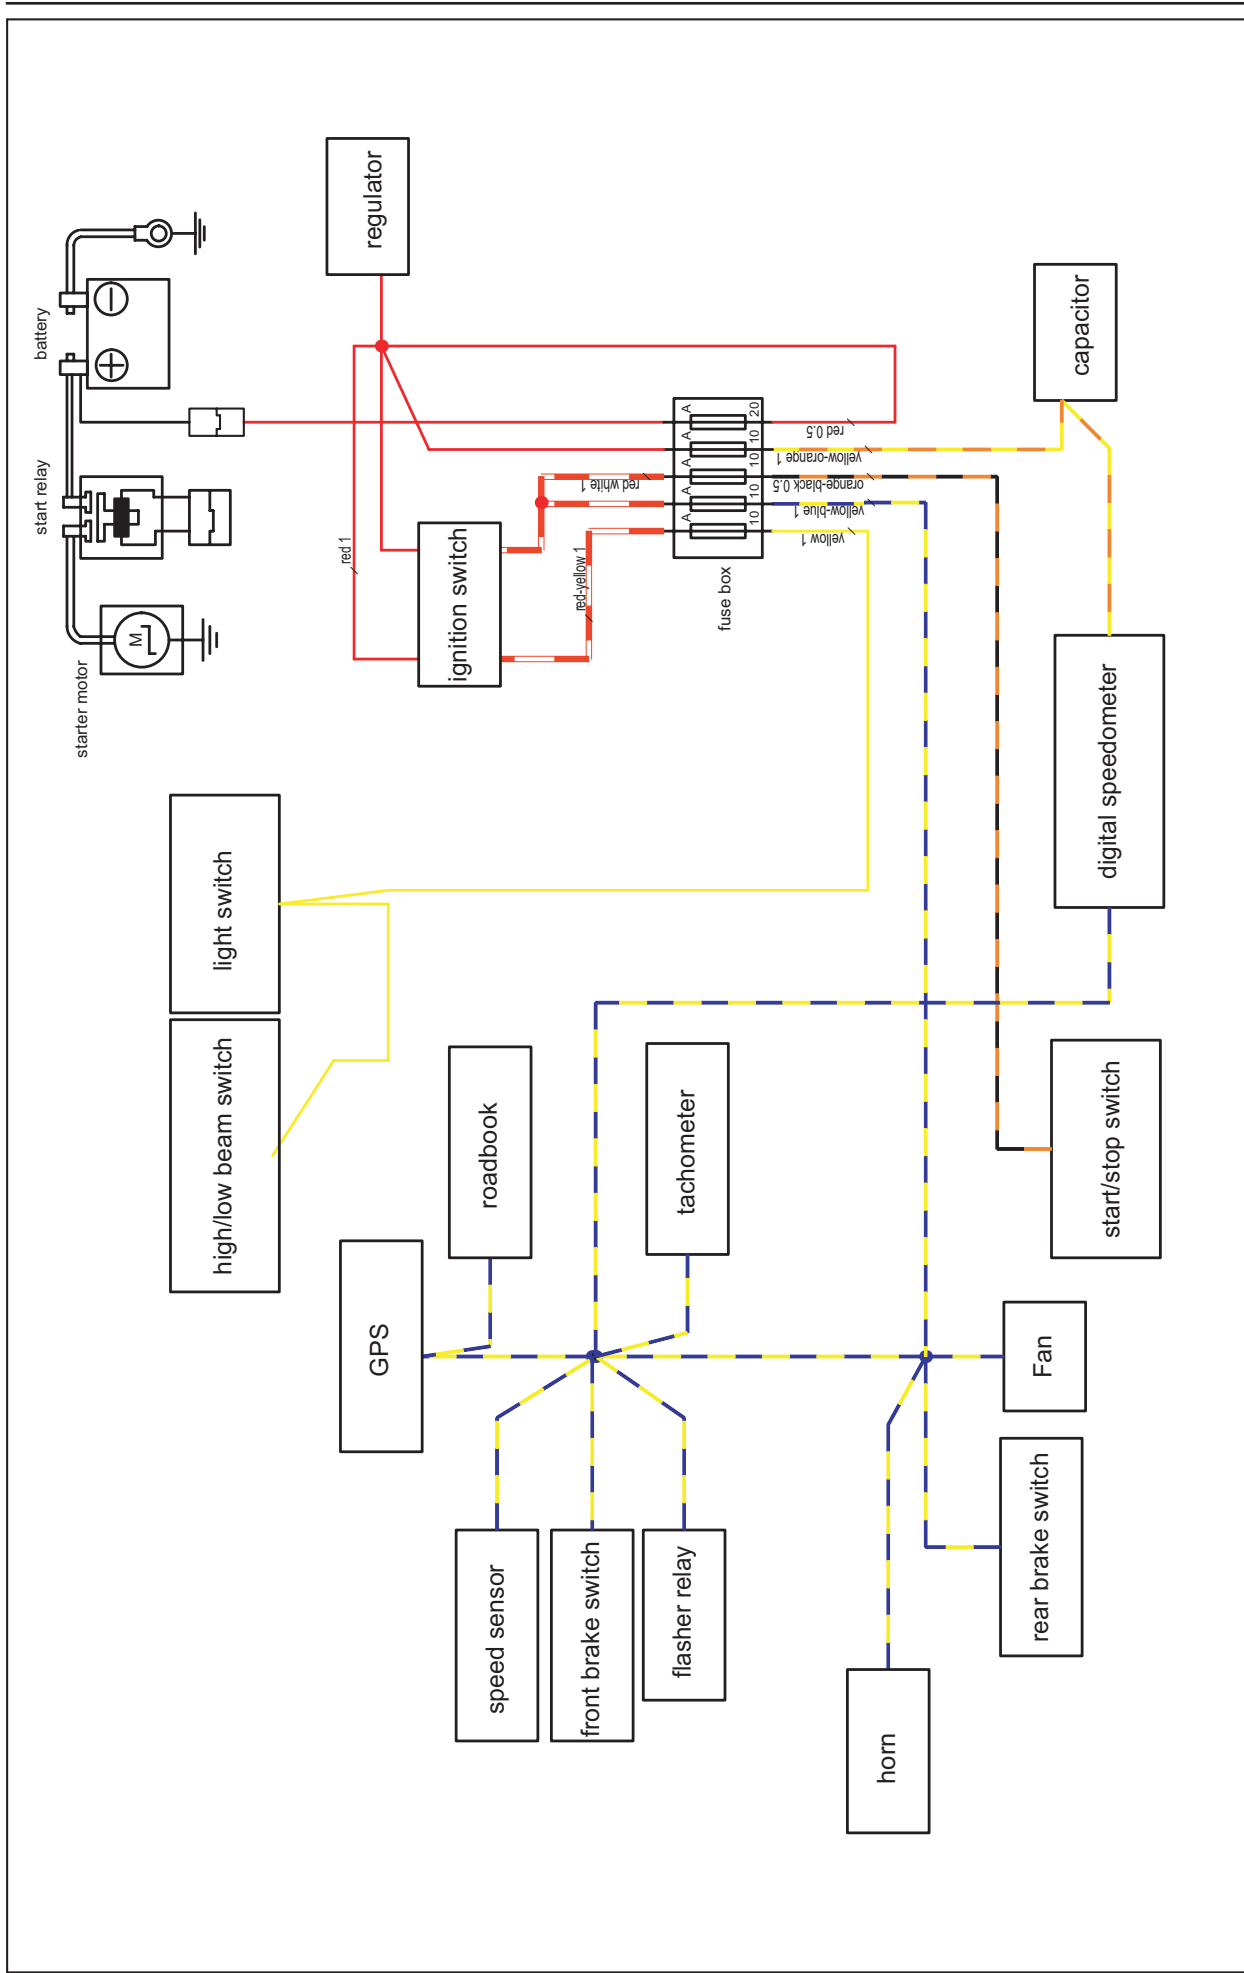 starter motor
start relay
battery
M
high/low beam switch
light switch
GPS
regulator
red 1
ignition switch
roadbook
speed sensor
front brake switch
flasher relay
tachometer
red-yellow 1
red white 1
A
A
A
A
A
10
10
10
10
20
fuse box
yellow 1
yellow-blue 1
orange-black 0.5
yellow-orange 1
red 0.5
horn
rear brake switch
Fan
start/stop switch
digital speedometer
capacitor